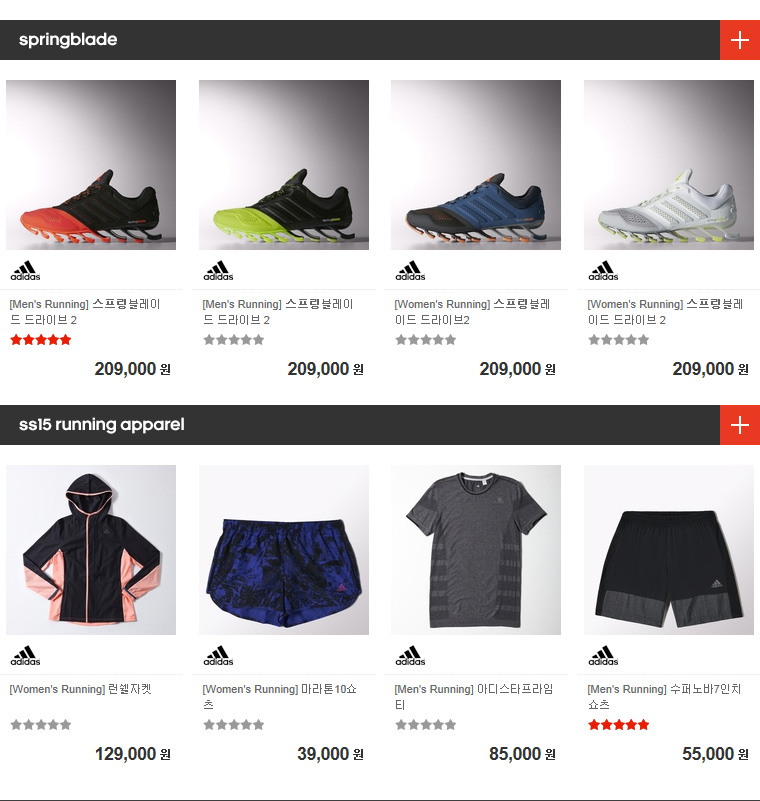 springblade
adidas adidas adidas adidas
[Men's Running] 스프링블레이
드 드라이브 2
[Men's Running] 스프링블레이
드 드라이브 2
[Women's Running] 스프링블레
이드 드라이브2
[Women's Running] 스프링블레
이드 드라이브 2
209,000 원 209,000 원 209,000 원 209,000 원
ss15 running apparel
adidas adidas adidas adidas
[Women's Running] 런쉘자켓
[Women's Running] 마라톤10쇼
츠
[Men's Running] 아디스타프라임
티
[Men's Running] 수퍼노바7인치
쇼츠
129,000 원 39,000 원 85,000 원 55,000 원